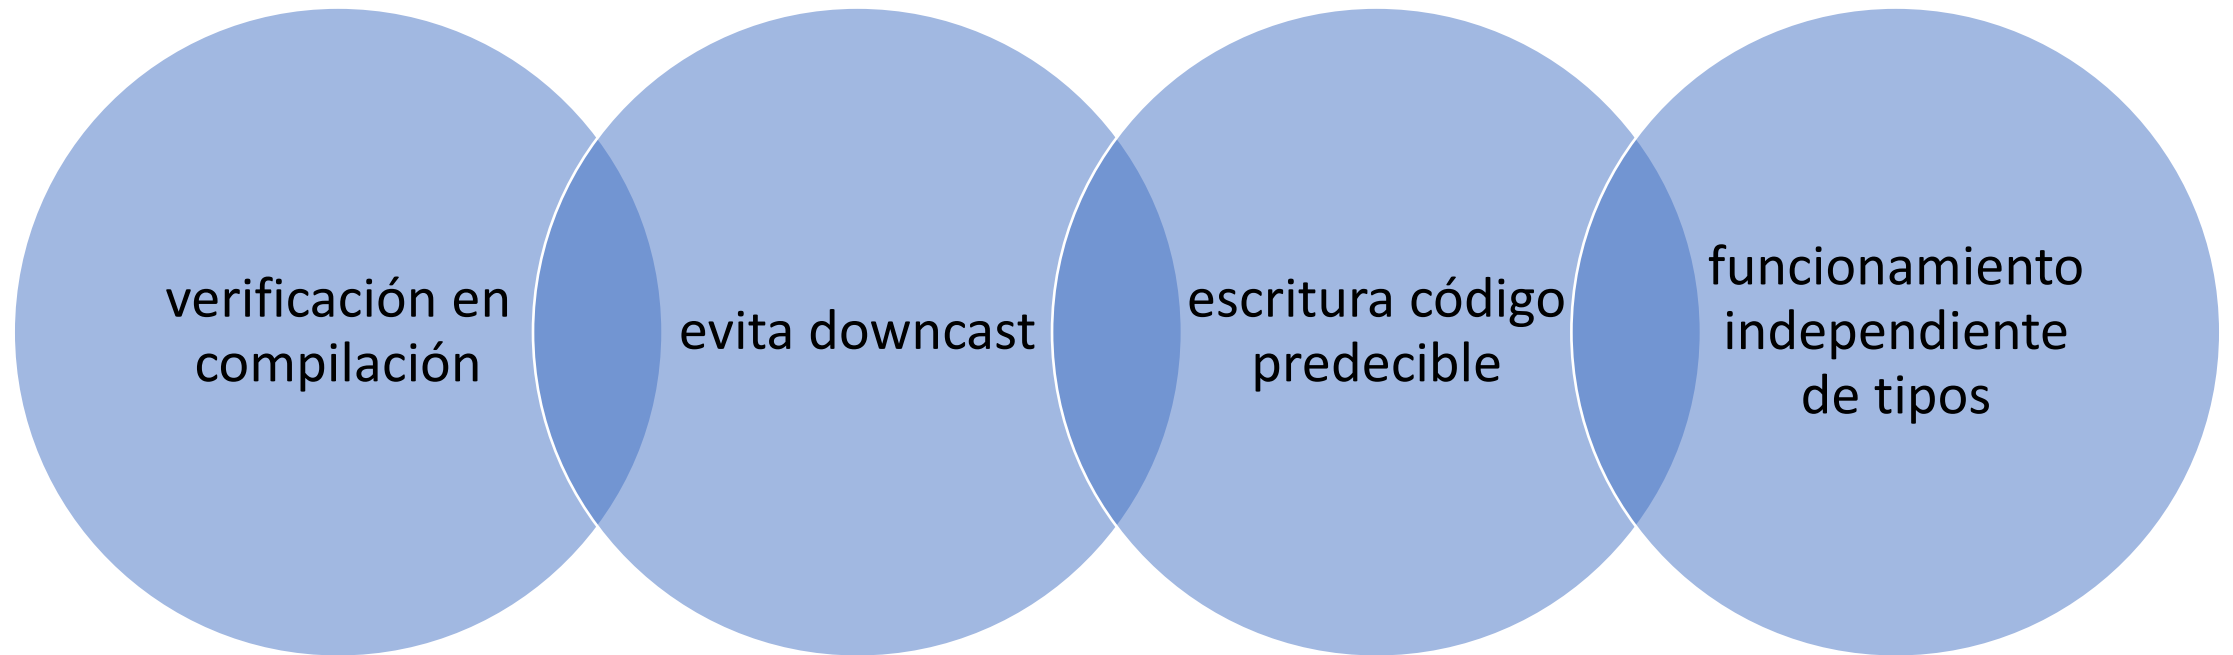 verificación en
compilación
evita downcast
escritura código
predecible
funcionamiento
independiente
de tipos